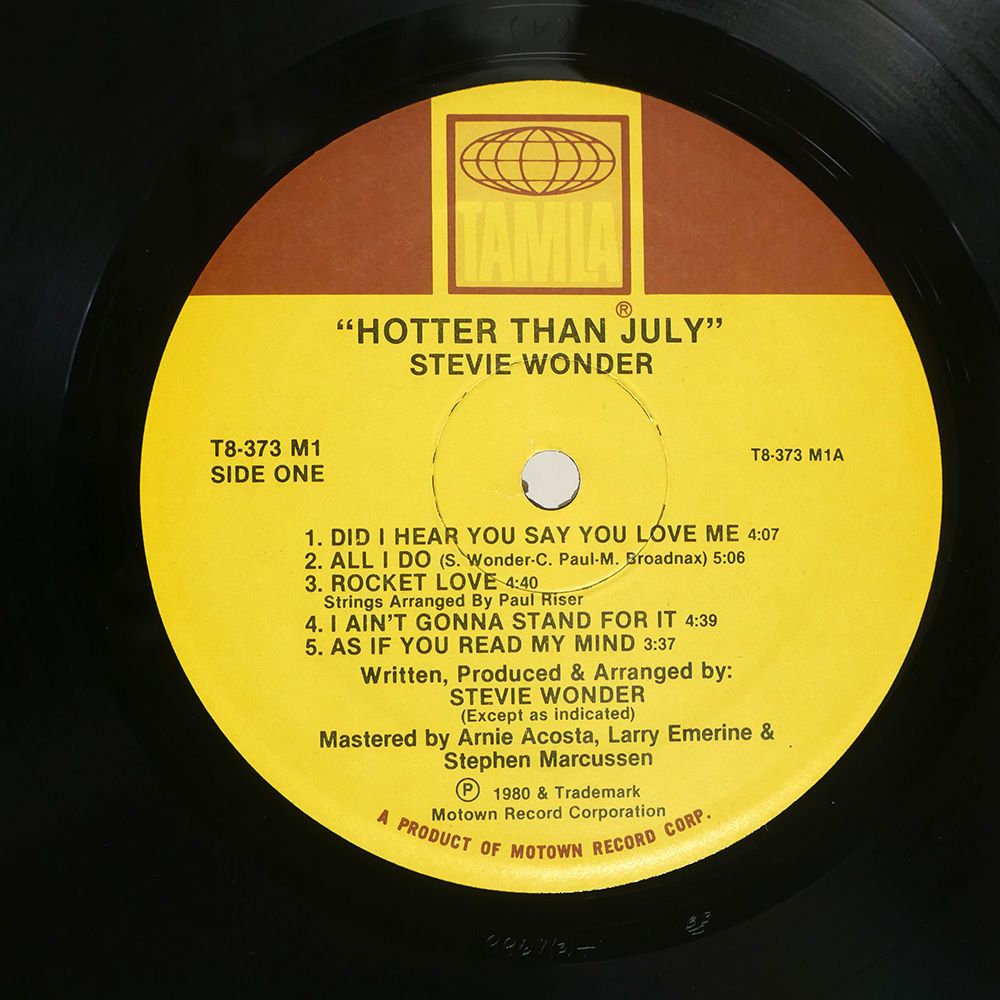 TAMLA
®
“HOTTER THAN JULY”
STEVIE WONDER
T8-373 M1
SIDE ONE
T8-373 M1A
1. DID I HEAR YOU SAY YOU LOVE ME 4:07
2. ALL I DO (S. Wonder-C. Paul-M. Broadnax) 5:06
3. ROCKET LOVE 4:40
Strings Arranged By Paul Riser
4. I AIN'T GONNA STAND FOR IT 4:39
5. AS IF YOU READ MY MIND 3:37
Written, Produced & Arranged by:
STEVIE WONDER
(Except as indicated)
Mastered by Arnie Acosta, Larry Emerine &
Stephen Marcussen
℗ 1980 & Trademark
Motown Record Corporation
A PRODUCT OF MOTOWN RECORD CORP.